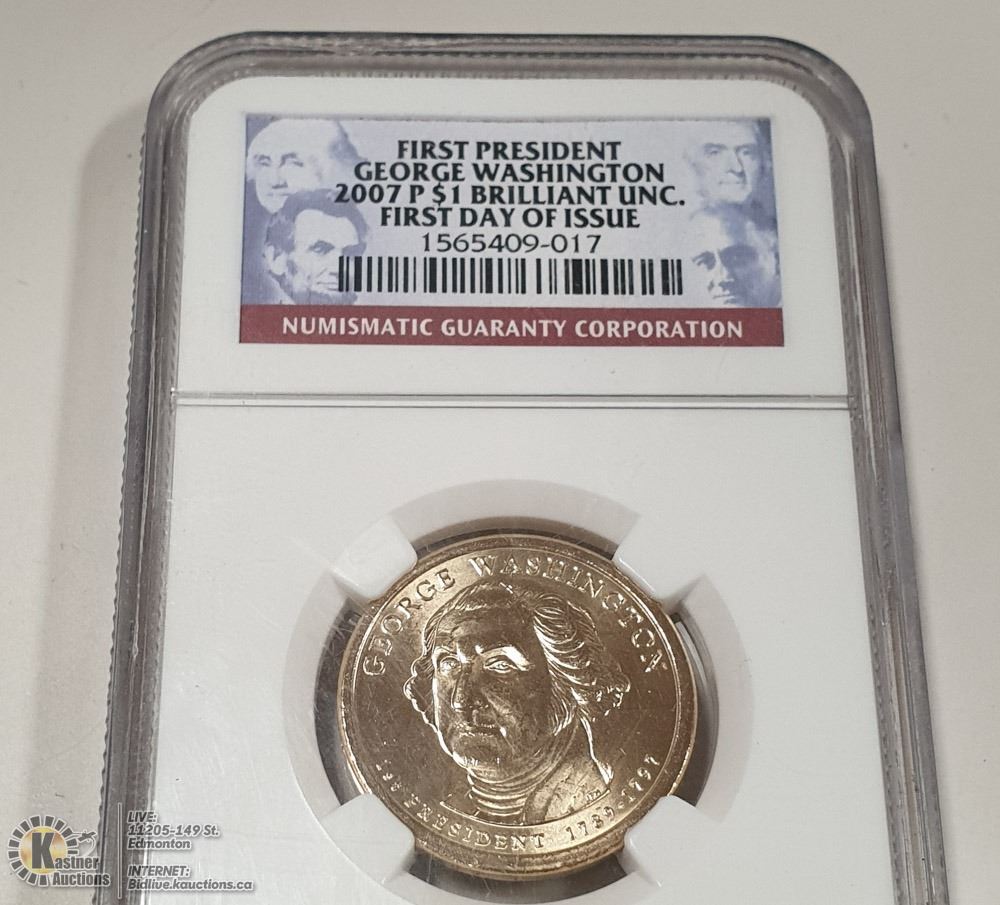 FIRST PRESIDENT
GEORGE WASHINGTON
2007 P $1 BRILLIANT UNC.
FIRST DAY OF ISSUE
1565409-017
NUMISMATIC GUARANTY CORPORATION
GEORGE WASHINGTON
1st PRESIDENT 1789-1797
Kastner
Auctions
LIVE:
11205-149 St.
Edmonton
INTERNET:
Bidlive.kauctions.ca